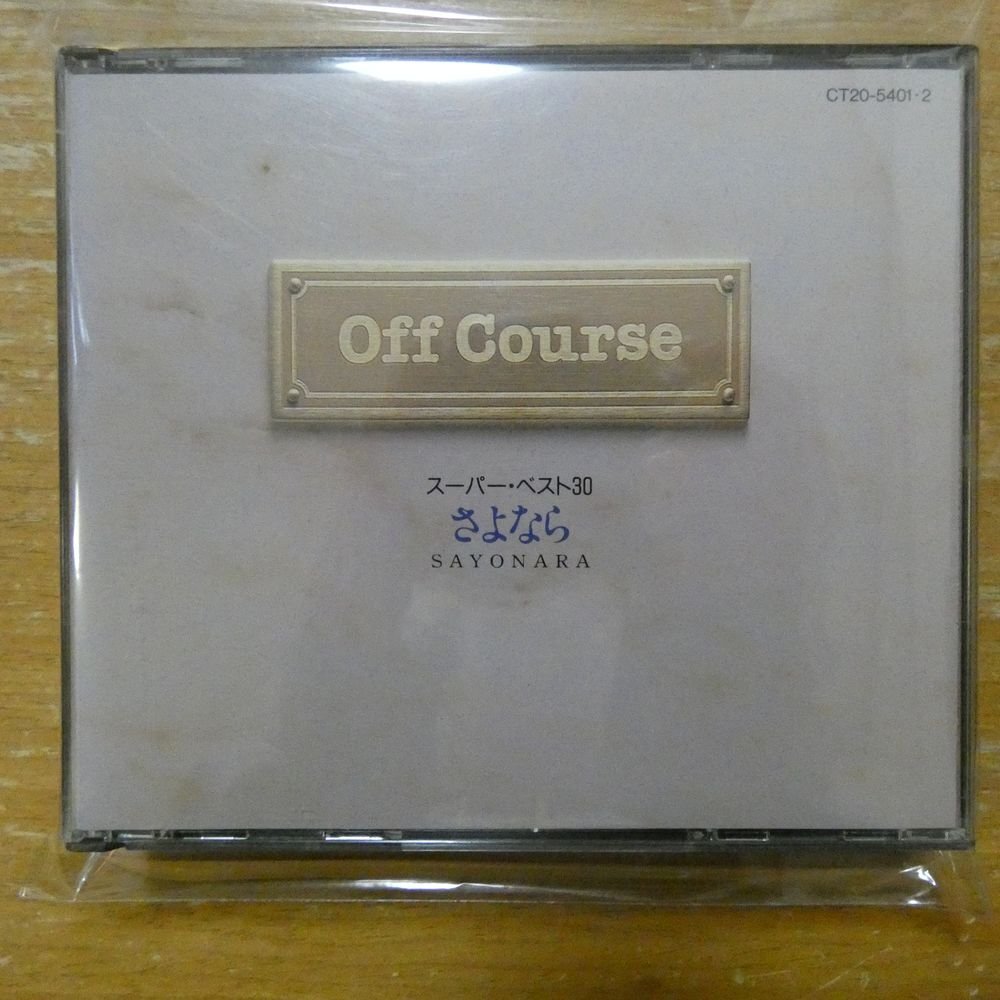 CT20-5401・2
Off Course
スーパー・ベスト30
さよなら
SAYONARA